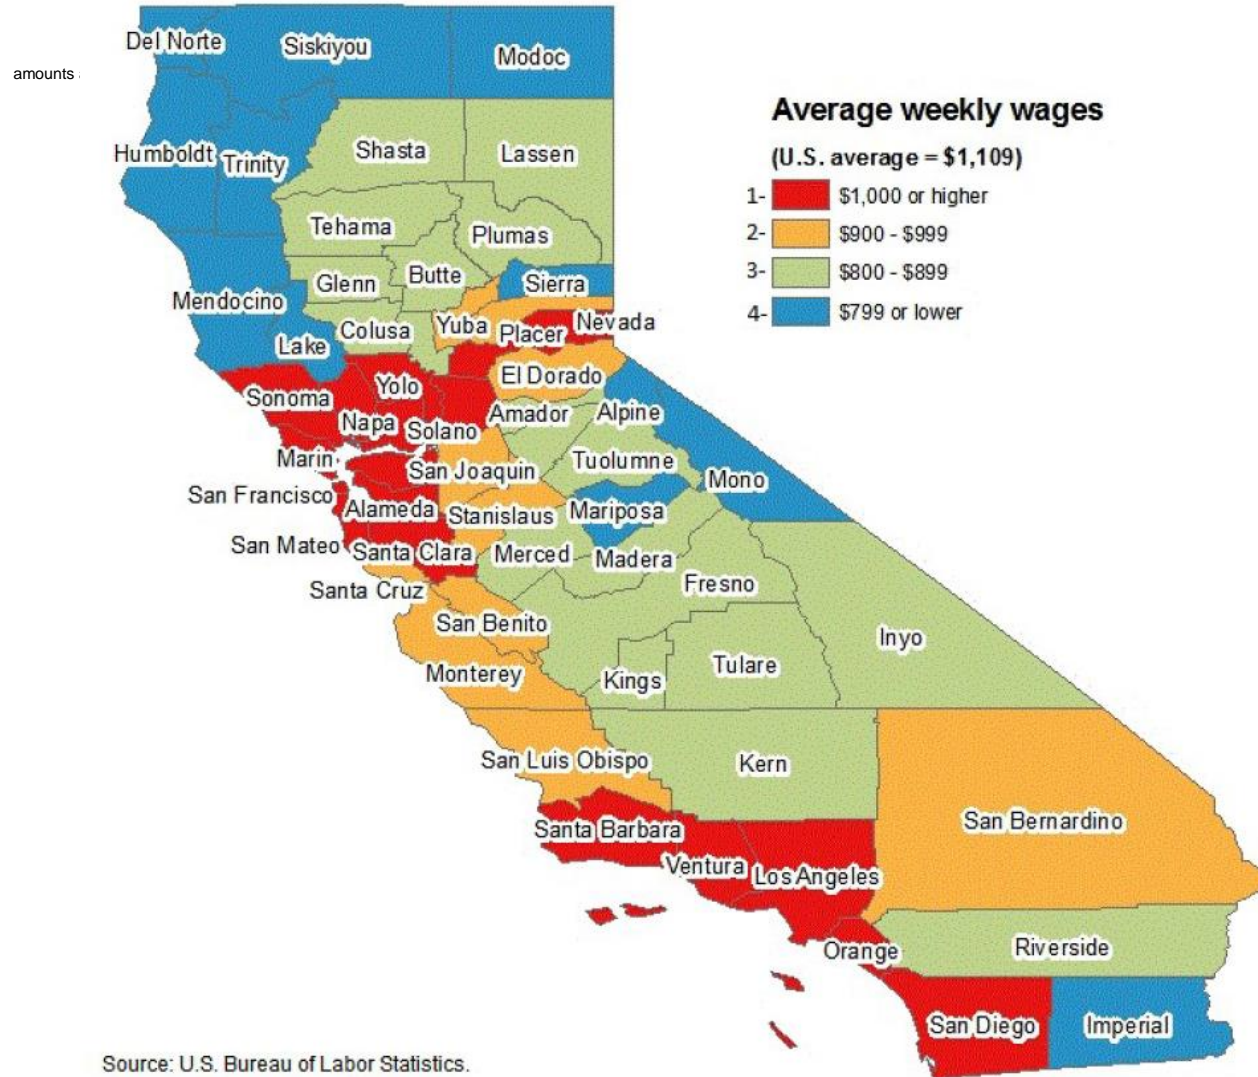 Del Norte
Siskiyou
Modoc
amounts
Average weekly wages
(U.S. average = $1,109)
1- $1,000 or higher
2- $900 - $999
3- $800 - $899
4- $799 or lower
Humboldt
Trinity
Shasta
Lassen
Tehama
Plumas
Glenn
Butte
Sierra
Mendocino
Colusa
Yuba
Placer
Nevada
Lake
El Dorado
Sonoma
Yolo
Napa
Solano
Amador
Alpine
Marin
San Joaquin
Tuolumne
Mono
San Francisco
Alameda
Stanislaus
Mariposa
San Mateo
Santa Clara
Merced
Madera
Santa Cruz
Fresno
San Benito
Inyo
Monterey
Kings
Tulare
San Luis Obispo
Kern
San Bernardino
Santa Barbara
Ventura
Los Angeles
Orange
Riverside
San Diego
Imperial
Source: U.S. Bureau of Labor Statistics.